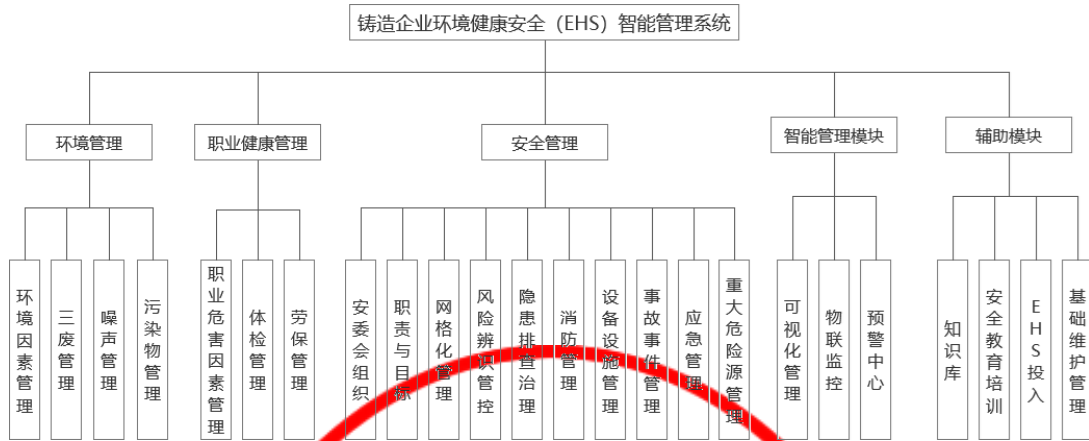 铸造企业环境健康安全（EHS）智能管理系统
环境管理
职业健康管理
安全管理
智能管理模块
辅助模块
环境因素管理
三废管理
噪声管理
污染物管理
职业危害因素管理
体检管理
劳保管理
安委会组织
职责与目标
网格化管理
风险辨识管控
隐患排查治理
消防管理
设备设施管理
事故事件管理
应急管理
重大危险源管理
可视化管理
物联监控
预警中心
知识库
安全教育培训
EHS投入
基础维护管理